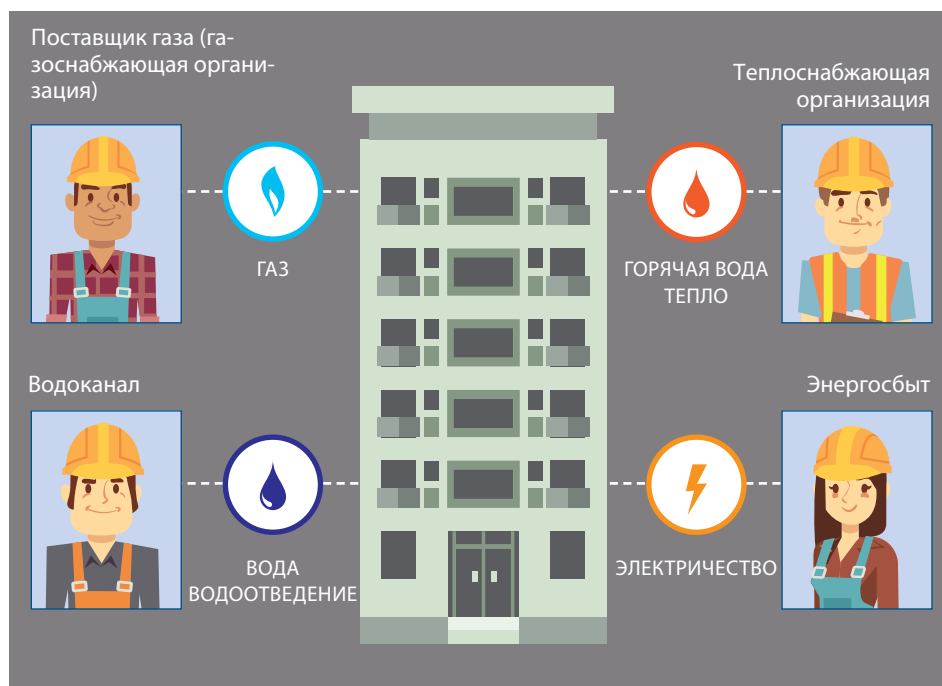 Поставщик газа (га-
зоснабжающая органи-
зация)
Теплоснабжающая
организация
ГАЗ
ГОРЯЧАЯ ВОДА
ТЕПЛО
Водоканал
Энергосбыт
ВОДА
ВОДООТВЕДЕНИЕ
ЭЛЕКТРИЧЕСТВО